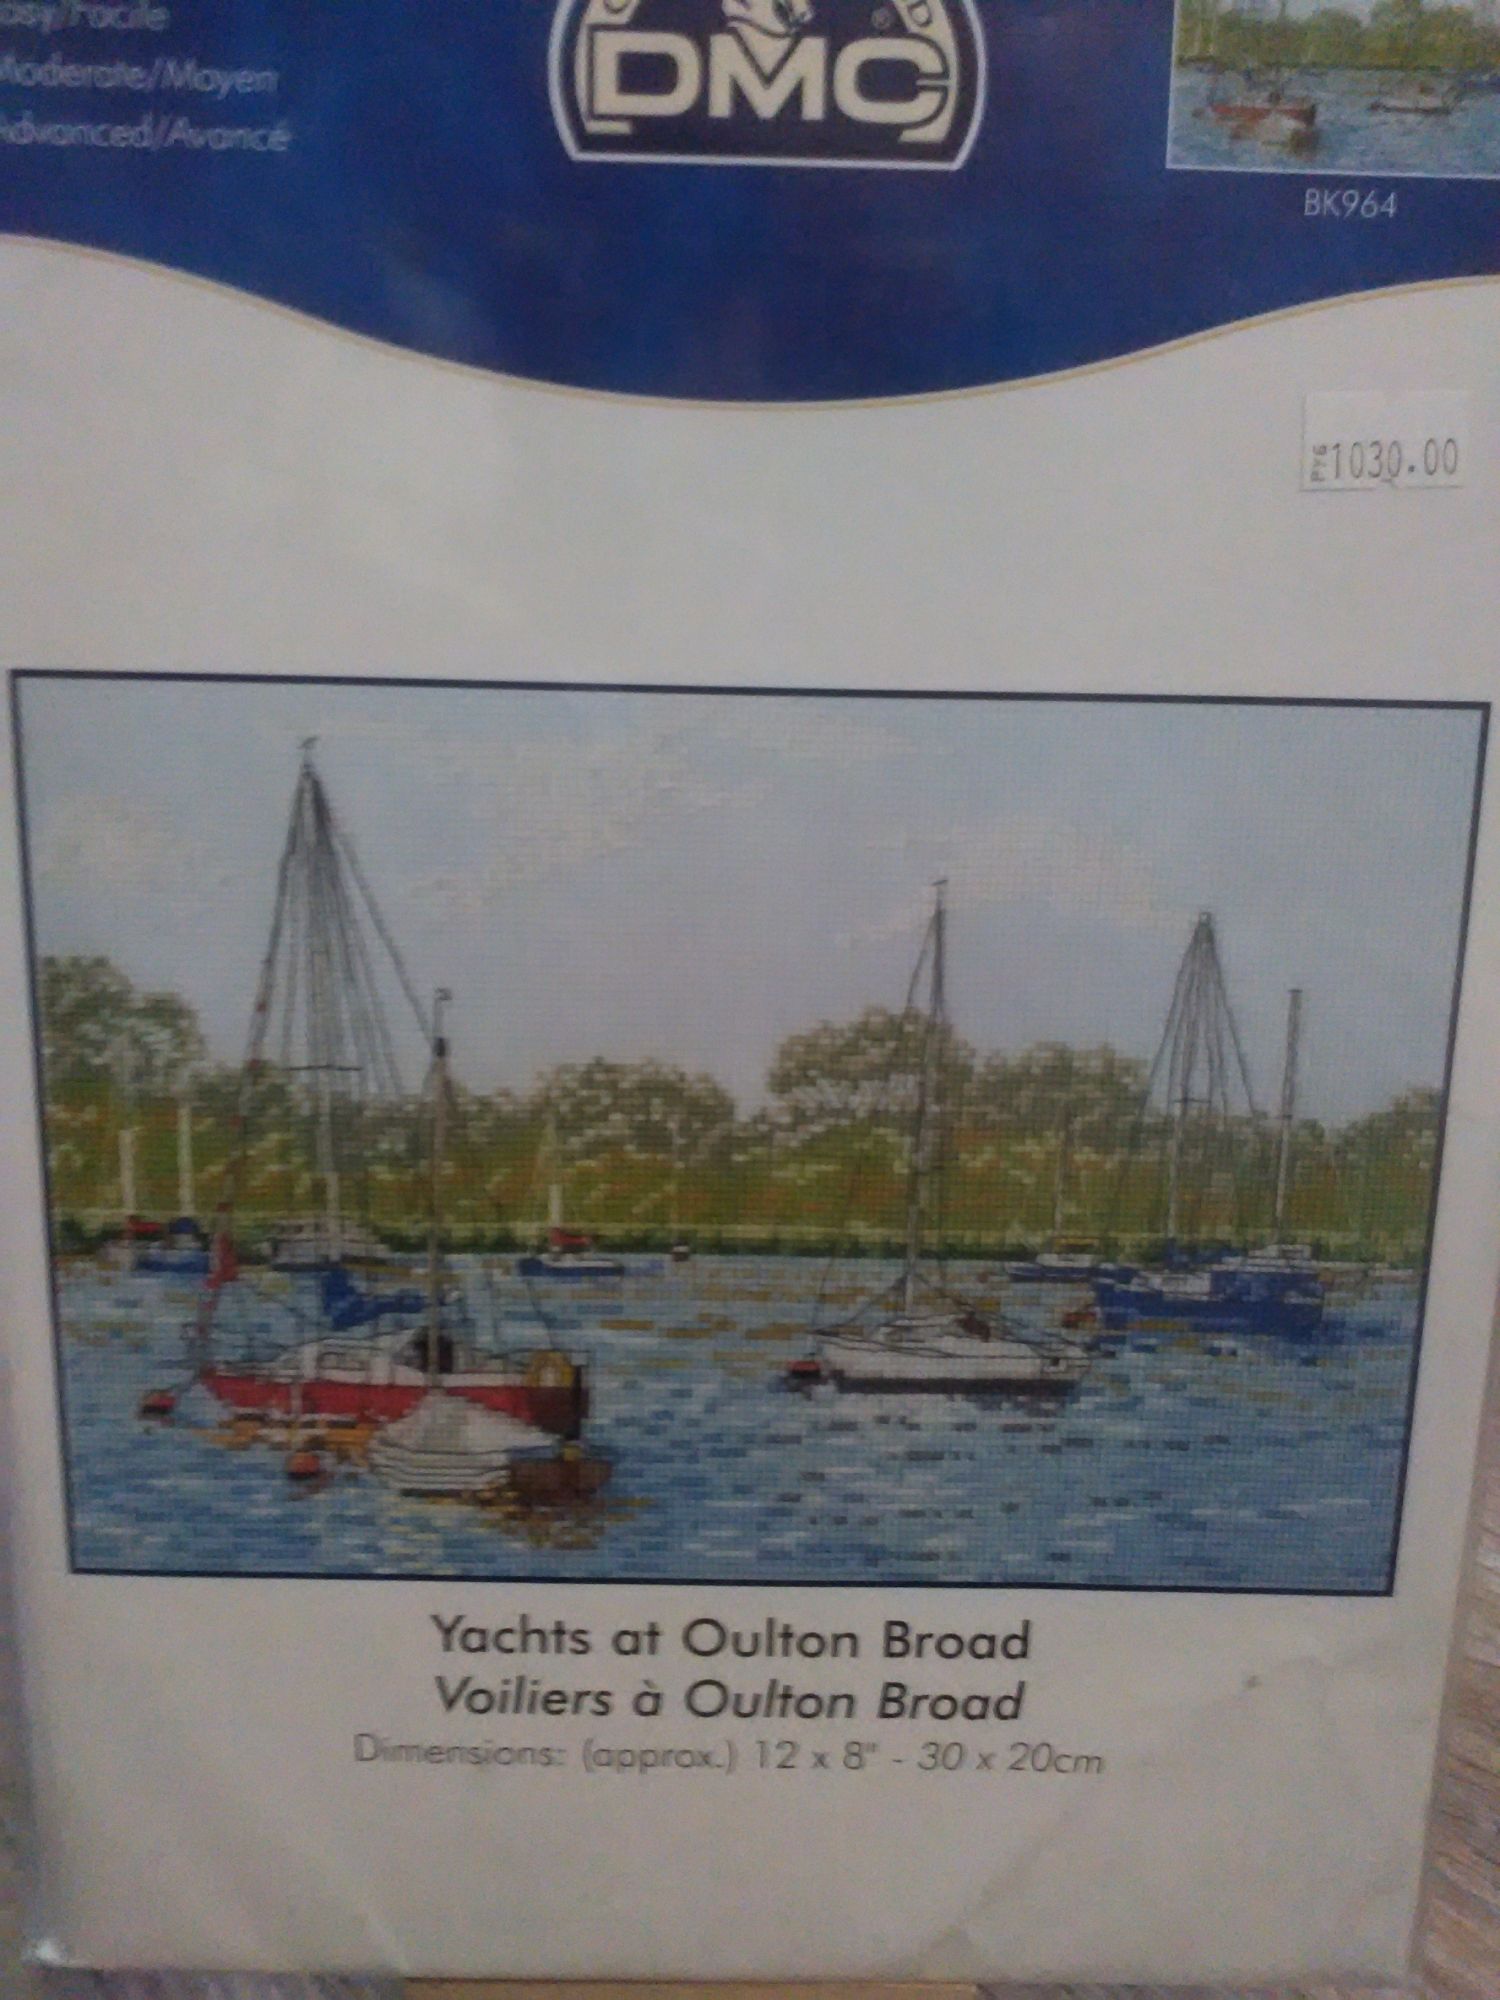 Moderate/Moyen
Advanced/Avancé
DMC
BK964
1030.00
Yachts at Oulton Broad
Voiliers à Oulton Broad
Dimensions: (approx.) 12 x 8" - 30 x 20cm